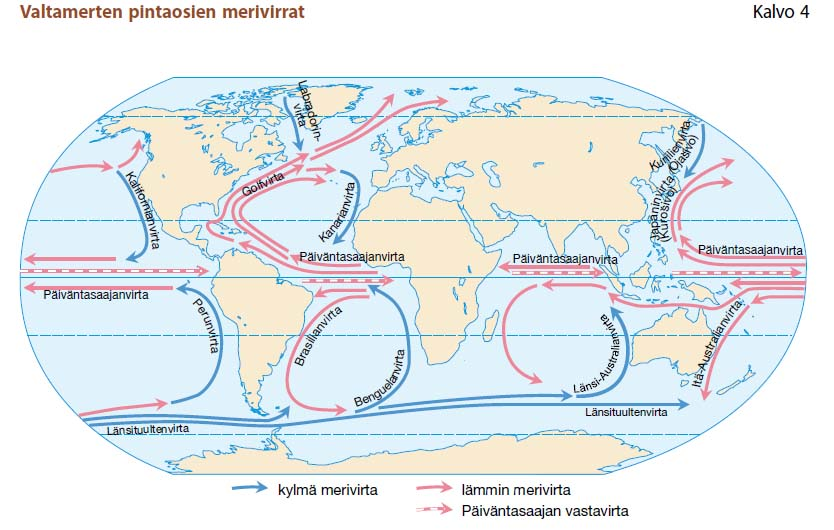 Valtamerten pintaosien merivirrat
Kalvo 4
Labradorin-
virta
Golfvirta
Kalifornianvirta
Kanarianvirta
Kurillienvirta
(Ojasivo)
Japaninvirta
(Kurosivo)
Päiväntasaajanvirta
Päiväntasaajanvirta
Päiväntasaajanvirta
Päiväntasaajanvirta
Perunvirta
Brasilianvirta
Benguelanvirta
Länsi-Australianvirta
Itä-Australianvirta
Länsituultenvirta
Länsituultenvirta
kylmä merivirta
lämmin merivirta
Päiväntasaajan vastavirta